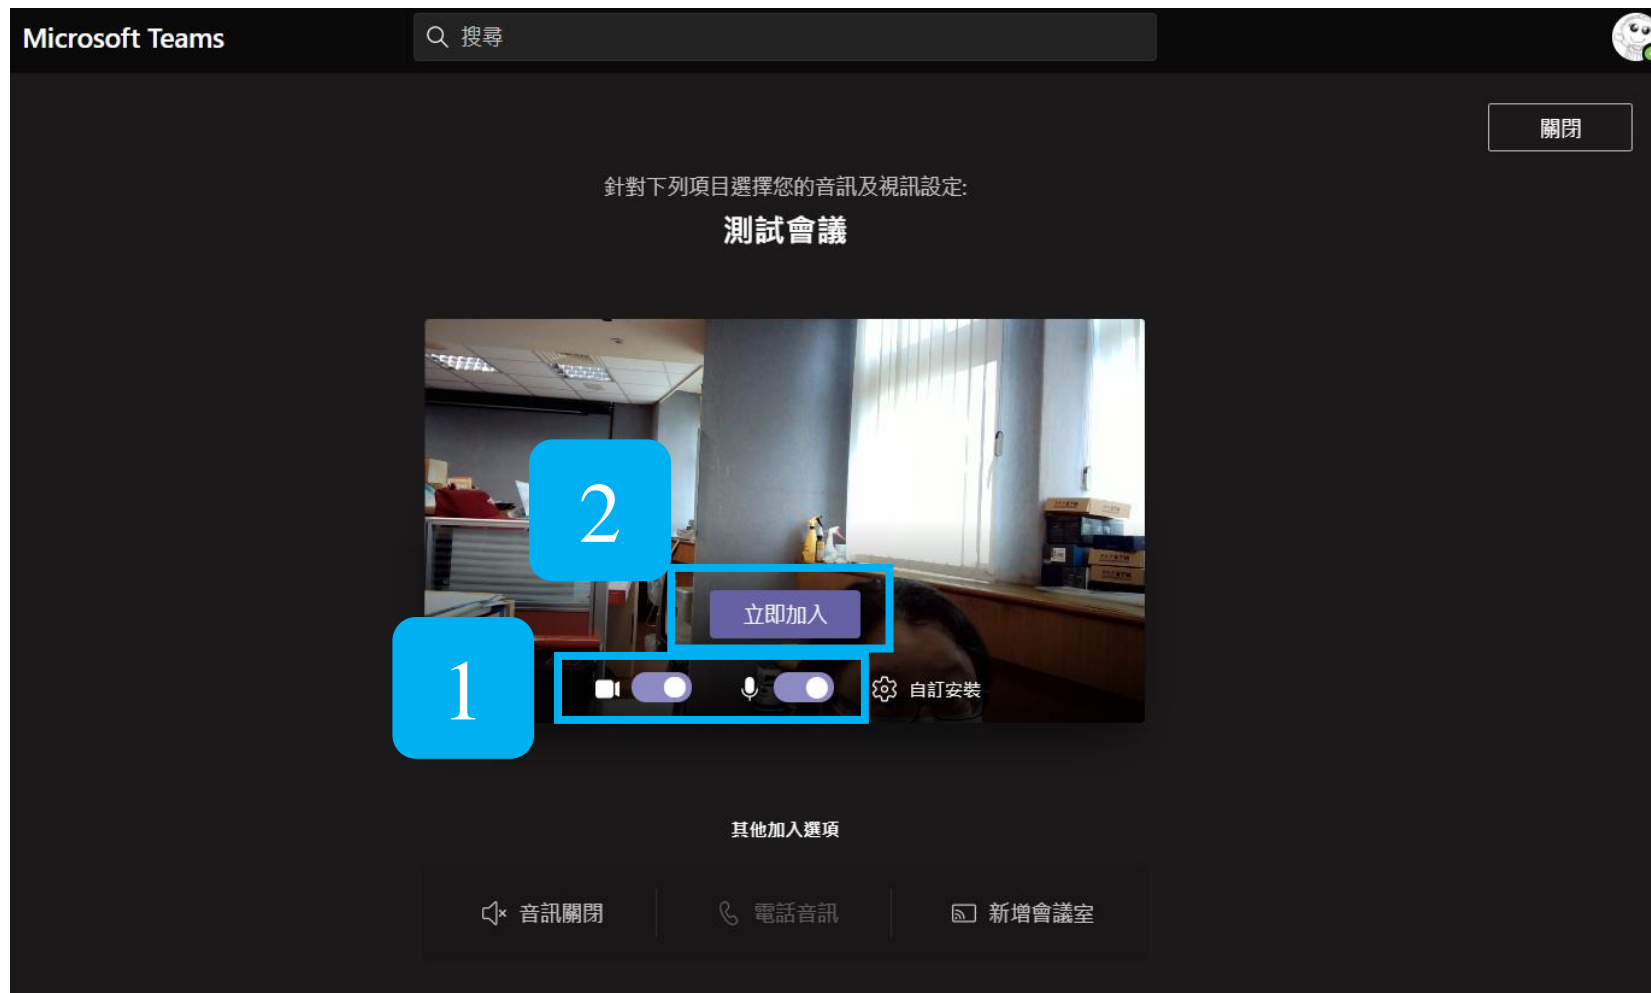 Microsoft Teams
搜尋
關閉
針對下列項目選擇您的音訊及視訊設定:
測試會議
2
立即加入
1
自訂安裝
其他加入選項
音訊關閉
電話音訊
新增會議室